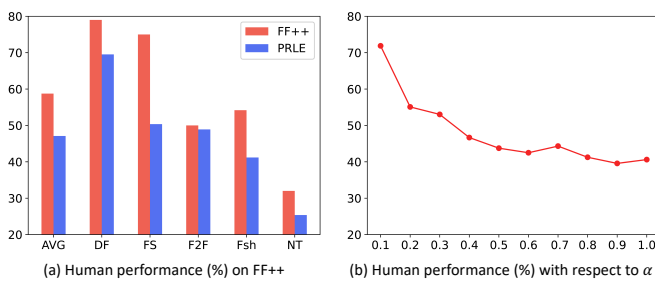 80
70
60
50
40
30
20
FF++
PRLE
AVG DF FS F2F Fsh NT
(a) Human performance (%) on FF++
80
70
60
50
40
30
20
0.1 0.2 0.3 0.4 0.5 0.6 0.7 0.8 0.9 1.0
(b) Human performance (%) with respect to α